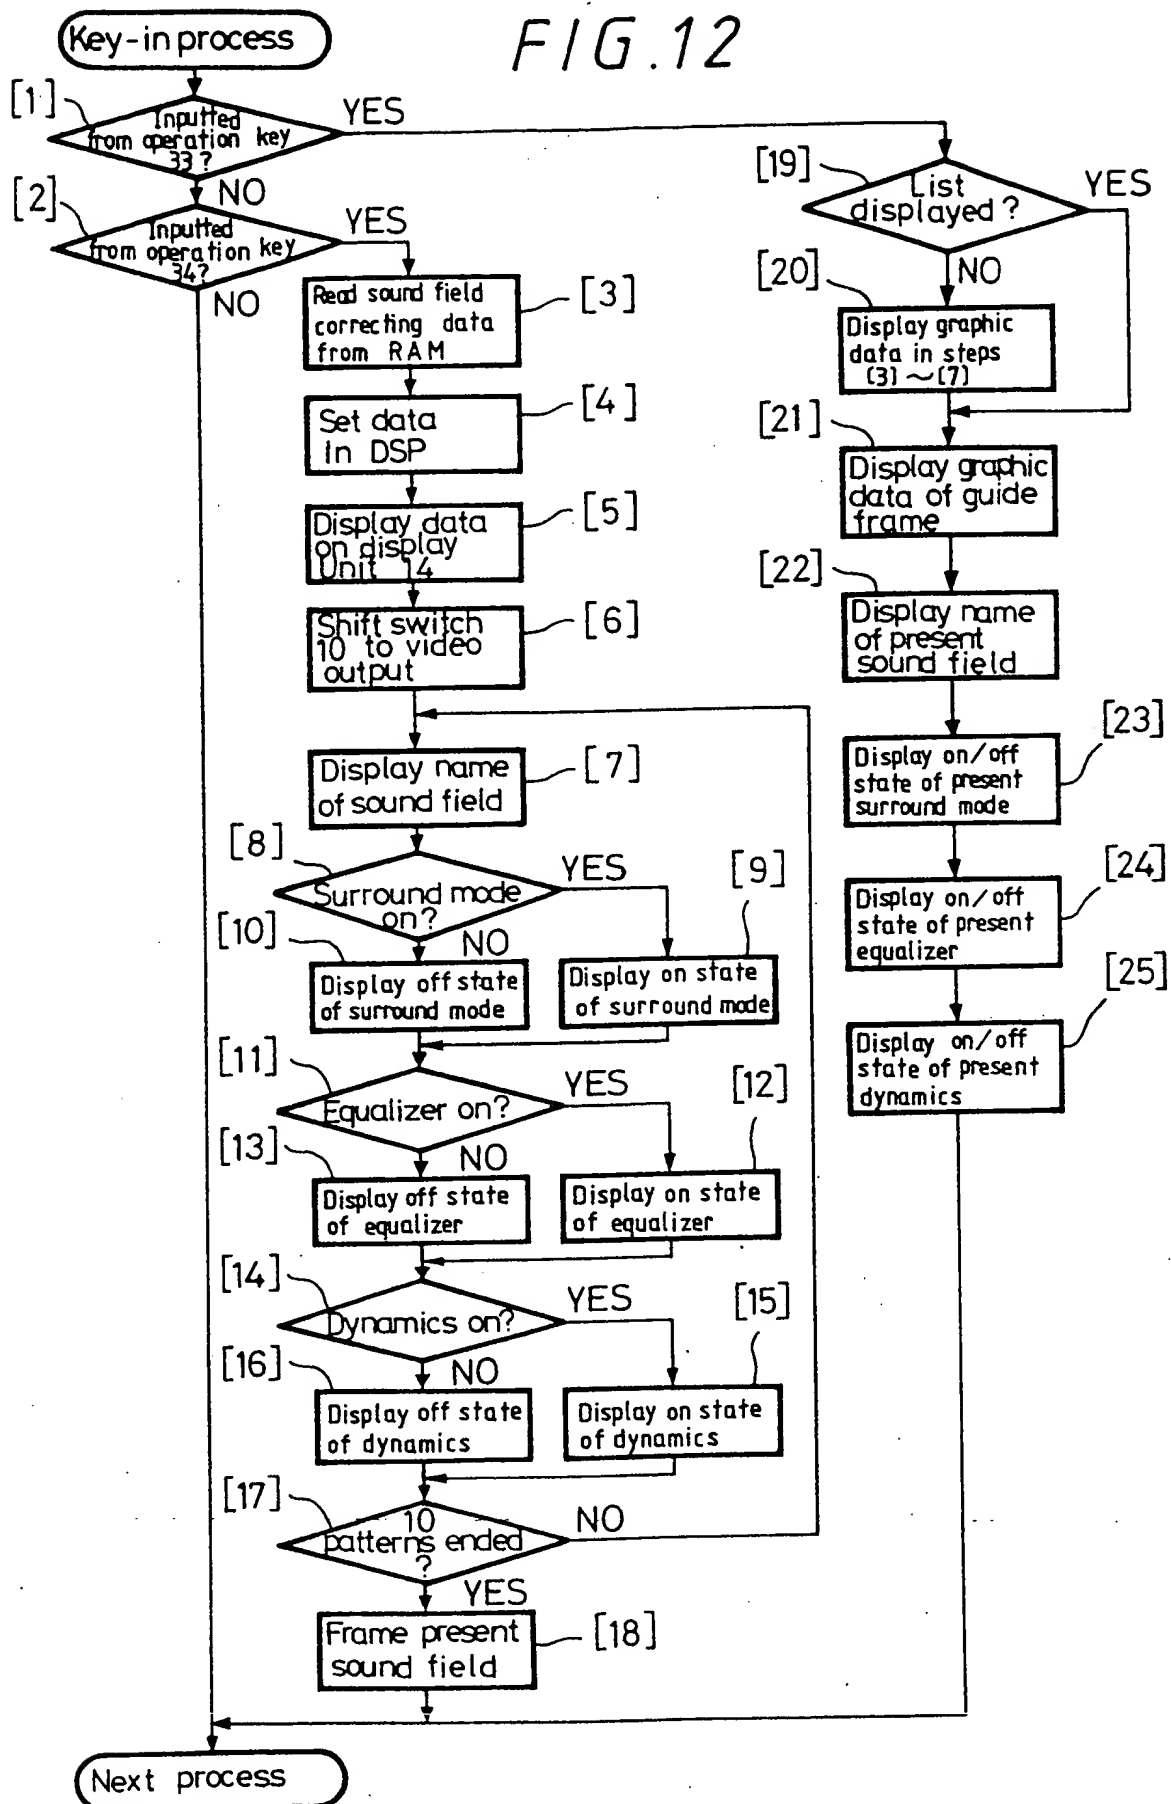 FIG.12
Key-in process
[1]
Inputted
from operation key
33?
YES
NO
[2]
Inputted
from operation key
34?
YES
NO
Read sound field
correcting data
from RAM
[3]
Set data
In DSP
[4]
Display data
on display
Unit 14
[5]
Shift switch
10 to video
output
[6]
Display name
of sound field
[7]
[8]
Surround mode
on?
YES
NO
[9]
Display on state
of surround mode
[10]
Display off state
of surround mode
[11]
Equalizer on?
YES
NO
[12]
Display on state
of equalizer
[13]
Display off state
of equalizer
[14]
Dynamics on?
YES
NO
[15]
Display on state
of dynamics
[16]
Display off state
of dynamics
[17]
10
patterns ended
?
NO
YES
Frame present
sound field
[18]
[19]
List
displayed?
YES
NO
[20]
Display graphic
data in steps
[3]～[7]
[21]
Display graphic
data of guide
frame
[22]
Display name
of present
sound field
[23]
Display on/off
state of present
surround mode
[24]
Display on/off
state of present
equalizer
[25]
Display on/off
state of present
dynamics
Next process